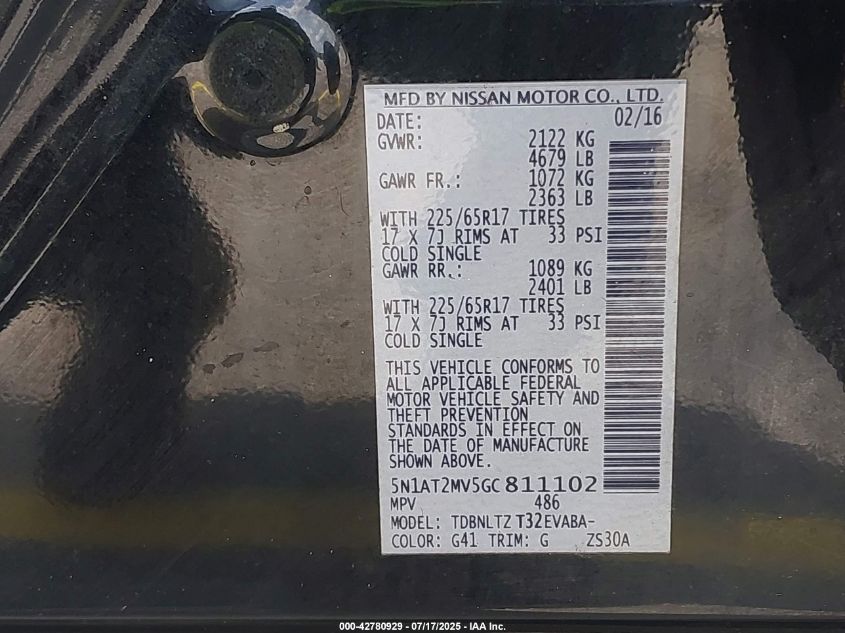 MFD BY NISSAN MOTOR CO., LTD.
DATE: 02/16
GVWR: 2122 KG
4679 LB
GAWR FR.: 1072 KG
2363 LB
WITH 225/65R17 TIRES
17 X 7J RIMS AT 33 PSI
COLD SINGLE
GAWR RR.: 1089 KG
2401 LB
WITH 225/65R17 TIRES
17 X 7J RIMS AT 33 PSI
COLD SINGLE
THIS VEHICLE CONFORMS TO
ALL APPLICABLE FEDERAL
MOTOR VEHICLE SAFETY AND
THEFT PREVENTION
STANDARDS IN EFFECT ON
THE DATE OF MANUFACTURE
SHOWN ABOVE.
5N1AT2MV5GC811102
MPV 486
MODEL: TDBNLTZ T32EVABA-
COLOR: G41 TRIM: G ZS30A
000-42780929 - 07/17/2025 - IAA Inc.